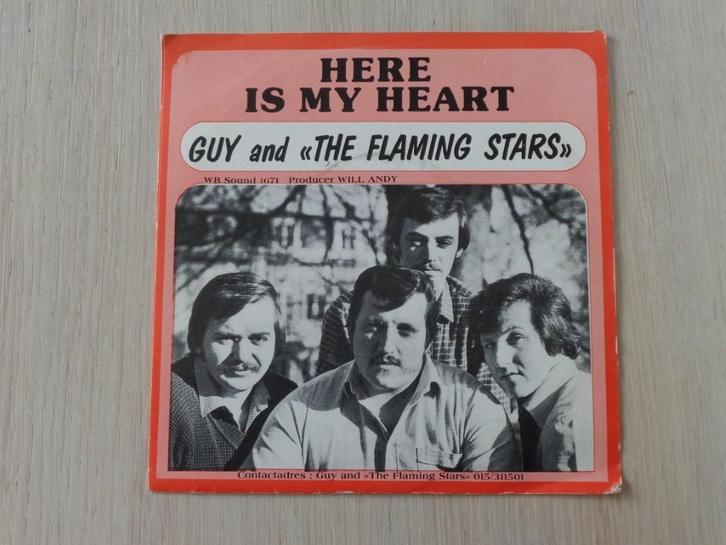 HERE
IS MY HEART
GUY and «THE FLAMING STARS»
WB Sound 1671 Producer WILL ANDY
Contactadres : Guy and «The Flaming Stars» 015/311501